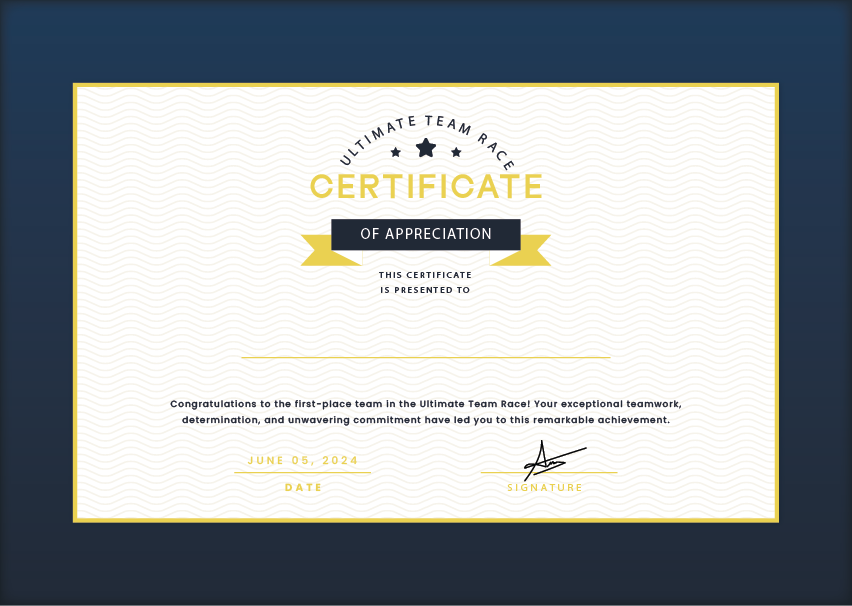 ULTIMATE TEAM RACE
CERTIFICATE
OF APPRECIATION
THIS CERTIFICATE
IS PRESENTED TO
Congratulations to the first-place team in the Ultimate Team Race! Your exceptional teamwork,
determination, and unwavering commitment have led you to this remarkable achievement.
JUNE 05, 2024
DATE
SIGNATURE